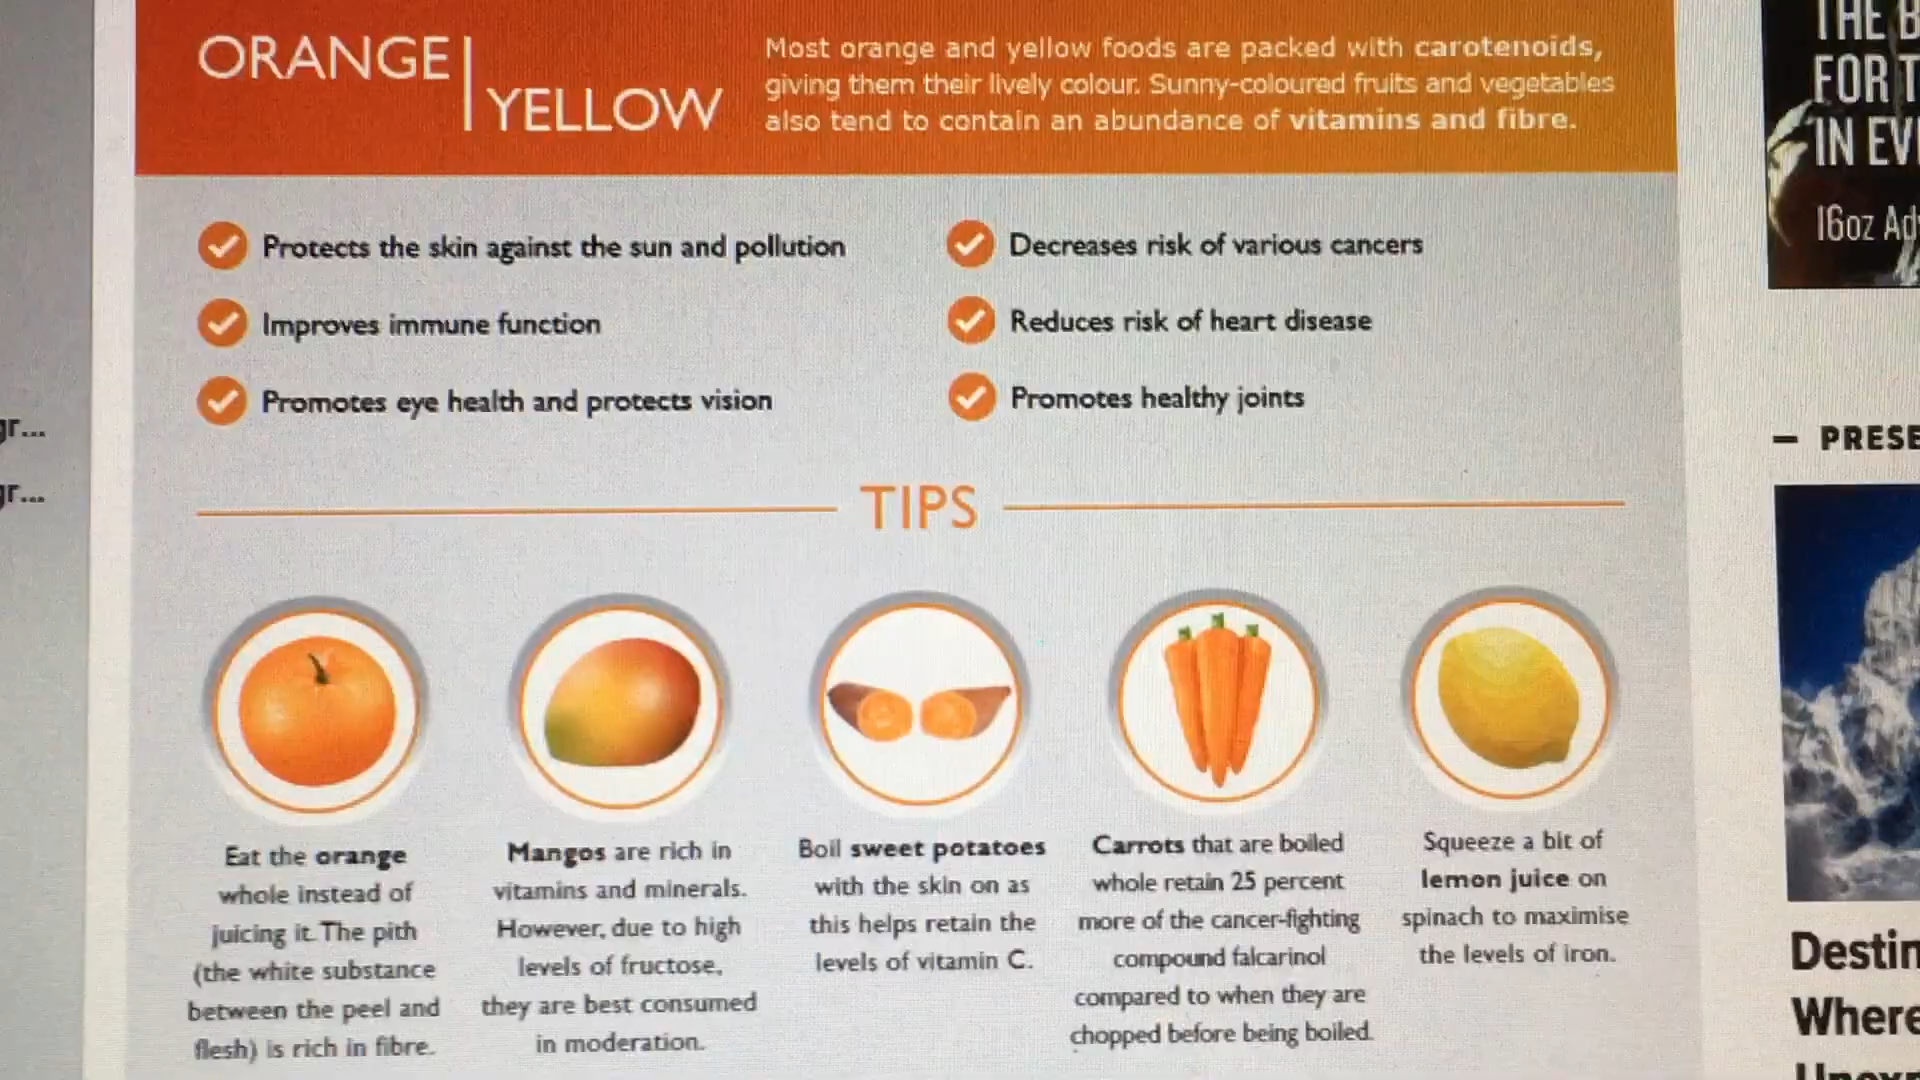 ORANGE
YELLOW
Most orange and yellow foods are packed with carotenoids,
giving them their lively colour. Sunny-coloured fruits and vegetables
also tend to contain an abundance of vitamins and fibre.
Protects the skin against the sun and pollution
Improves immune function
Promotes eye health and protects vision
Decreases risk of various cancers
Reduces risk of heart disease
Promotes healthy joints
TIPS
Eat the orange
whole instead of
juicing it. The pith
(the white substance
between the peel and
flesh) is rich in fibre.
Mangos are rich in
vitamins and minerals.
However, due to high
levels of fructose,
they are best consumed
in moderation.
Boil sweet potatoes
with the skin on as
this helps retain the
levels of vitamin C.
Carrots that are boiled
whole retain 25 percent
more of the cancer-fighting
compound falcarinol
compared to when they are
chopped before being boiled.
Squeeze a bit of
lemon juice on
spinach to maximise
the levels of iron.
gr...
gr...
THE B
FOR T
IN EV
16oz Ad
— PRESE
Destin
Where